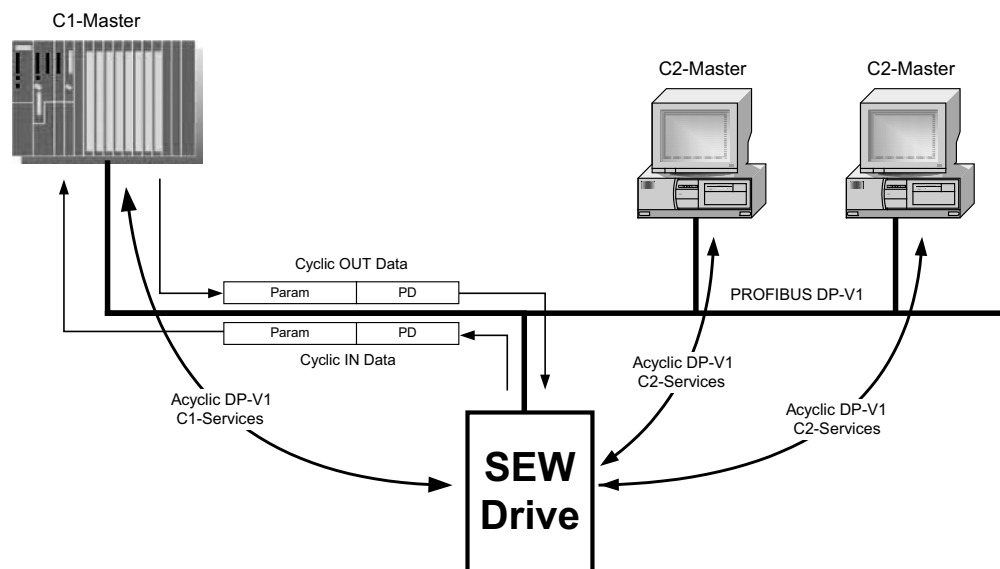 C1-Master
C2-Master
C2-Master
Cyclic OUT Data
Param
PD
PROFIBUS DP-V1
Param
PD
Cyclic IN Data
Acyclic DP-V1
C1-Services
Acyclic DP-V1
C2-Services
Acyclic DP-V1
C2-Services
SEW
Drive